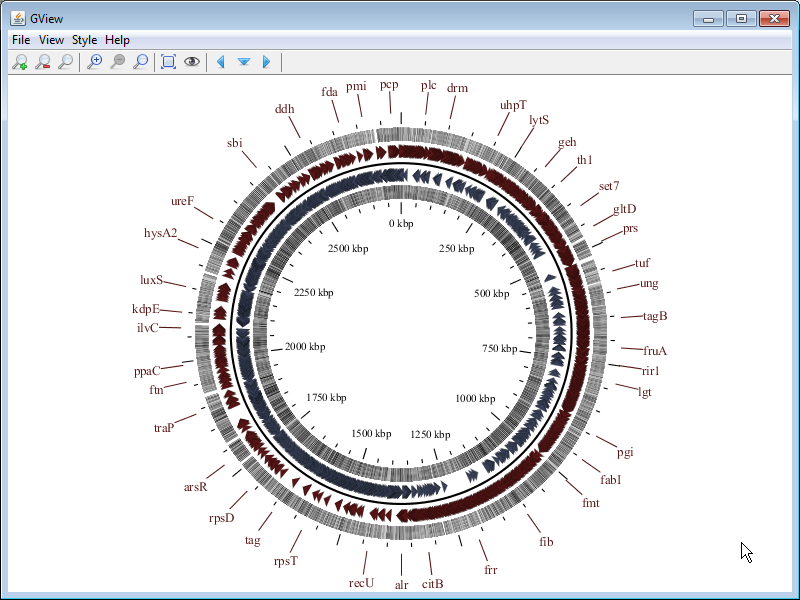 GView
File View Style Help
pcp
plc
drm
uhpT
lytS
geh
th1
set7
gltD
prs
tuf
ung
tagB
fruA
rir1
lgt
pgi
fabI
fmt
fib
frr
citB
alr
recU
rpsT
tag
rpsD
arsR
traP
ftn
ppaC
ilvC
kdpE
luxS
hysA2
ureF
sbi
ddh
fda
pmi
0 kbp
250 kbp
500 kbp
750 kbp
1000 kbp
1250 kbp
1500 kbp
1750 kbp
2000 kbp
2250 kbp
2500 kbp